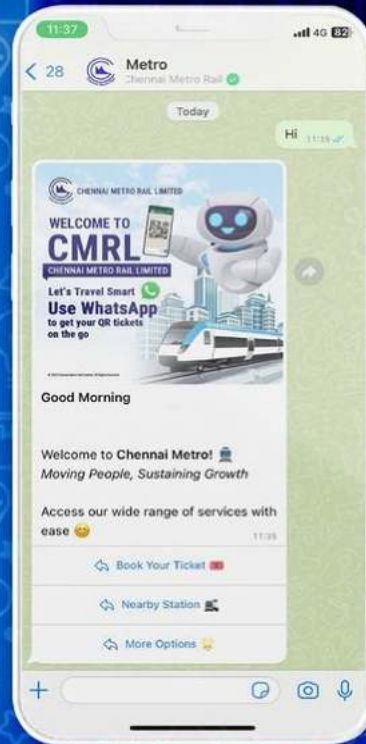 11:37
4G 82
28
Metro
Chennai Metro Rail
Today
Hi 11:35
CHENNAI METRO RAIL LIMITED
WELCOME TO
CMRL
CHENNAI METRO RAIL LIMITED
Let's Travel Smart
Use WhatsApp
to get your QR tickets
on the go
Good Morning
Welcome to Chennai Metro! 🚊
Moving People, Sustaining Growth
Access our wide range of services with
ease 😄
11:35
Book Your Ticket 🎟️
Nearby Station 🚉
More Options